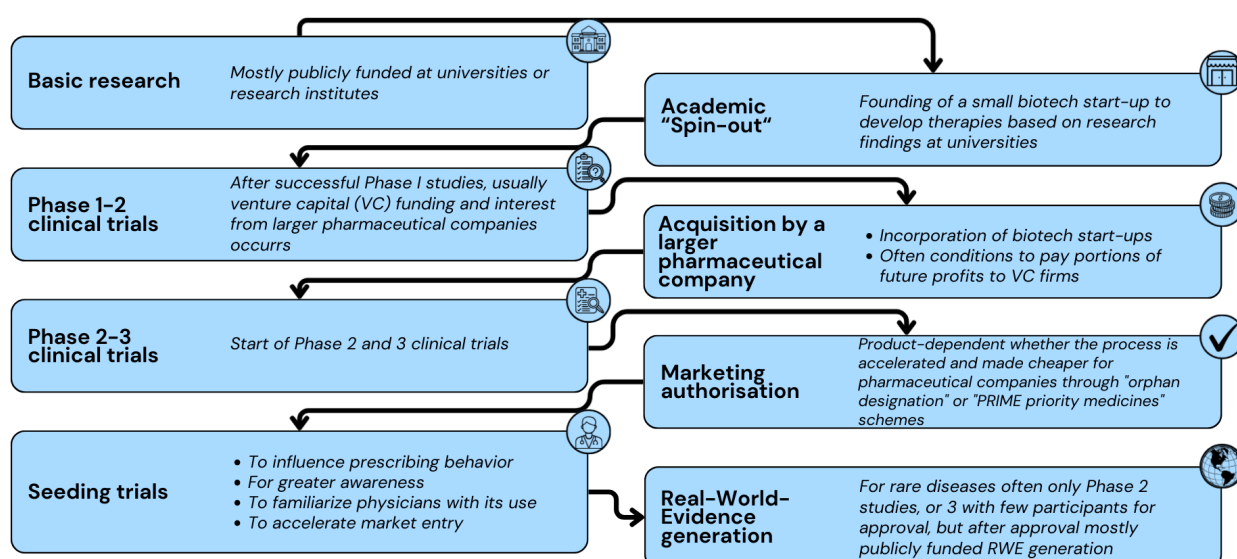 Basic research
Mostly publicly funded at universities or
research institutes
Academic
“Spin-out“
Founding of a small biotech start-up to
develop therapies based on research
findings at universities
Phase 1-2
clinical trials
After successful Phase I studies, usually
venture capital (VC) funding and interest
from larger pharmaceutical companies
occurrs
Acquisition by a
larger
pharmaceutical
company
• Incorporation of biotech start-ups
• Often conditions to pay portions of
future profits to VC firms
Phase 2-3
clinical trials
Start of Phase 2 and 3 clinical trials
Marketing
authorisation
Product-dependent whether the process is
accelerated and made cheaper for
pharmaceutical companies through "orphan
designation" or "PRIME priority medicines"
schemes
Seeding trials
• To influence prescribing behavior
• For greater awareness
• To familiarize physicians with its use
• To accelerate market entry
Real-World-
Evidence
generation
For rare diseases often only Phase 2
studies, or 3 with few participants for
approval, but after approval mostly
publicly funded RWE generation